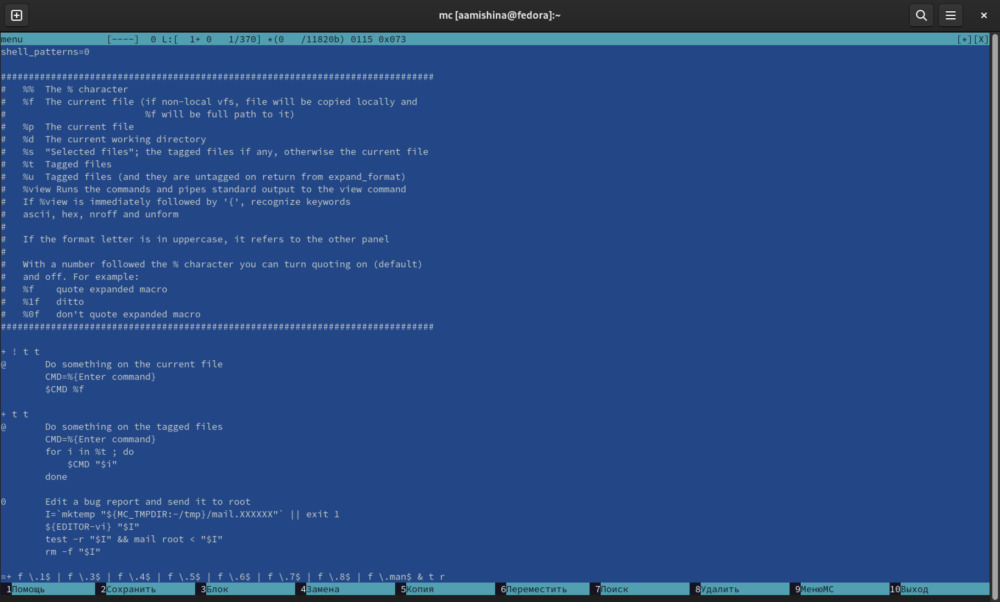 mc [aamishina@fedora]:~
menu               [----]  0 L:[  1+ 0   1/370] *(0   /11820b) 0115 0x073                [*][X]
shell_patterns=0
##############################################################################
#   %%  The % character
#   %f  The current file (if non-local vfs, file will be copied locally and
#                         %f will be full path to it)
#   %p  The current file
#   %d  The current working directory
#   %s  "Selected files"; the tagged files if any, otherwise the current file
#   %t  Tagged files
#   %u  Tagged files (and they are untagged on return from expand_format)
#   %view Runs the commands and pipes standard output to the view command
#   If %view is immediately followed by '{', recognize keywords
#   ascii, hex, nroff and unform
#
#   If the format letter is in uppercase, it refers to the other panel
#
#   With a number followed the % character you can turn quoting on (default)
#   and off. For example:
#   %f    quote expanded macro
#   %1f   ditto
#   %0f   don't quote expanded macro
##############################################################################
+ ! t t
@       Do something on the current file
        CMD=%{Enter command}
        $CMD %f
+ t t
@       Do something on the tagged files
        CMD=%{Enter command}
        for i in %t ; do
            $CMD "$i"
        done
0       Edit a bug report and send it to root
        I=`mktemp "${MC_TMPDIR:-/tmp}/mail.XXXXXX"` || exit 1
        ${EDITOR-vi} "$I"
        test -r "$I" && mail root < "$I"
        rm -f "$I"
=+ f \.1$ | f \.3$ | f \.4$ | f \.5$ | f \.6$ | f \.7$ | f \.8$ | f \.man$ & t r
1Помощь 2Сохранить 3Блок 4Замена 5Копия 6Переместить 7Поиск 8Удалить 9МенюMC 10Выход